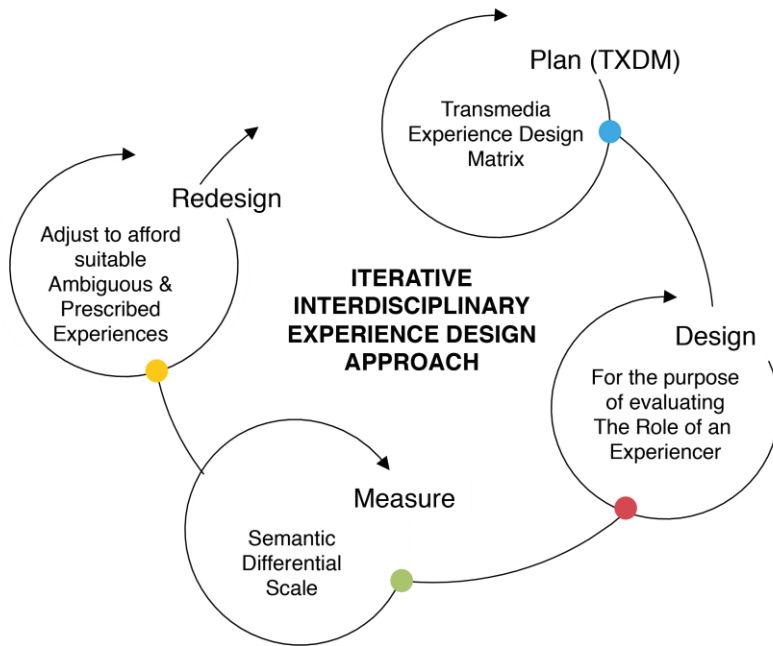 Plan (TXDM)
Transmedia
Experience Design
Matrix
Redesign
Adjust to afford
suitable
Ambiguous &
Prescribed
Experiences
ITERATIVE
INTERDISCIPLINARY
EXPERIENCE DESIGN
APPROACH
Design
For the purpose
of evaluating
The Role of an
Experiencer
Measure
Semantic
Differential
Scale